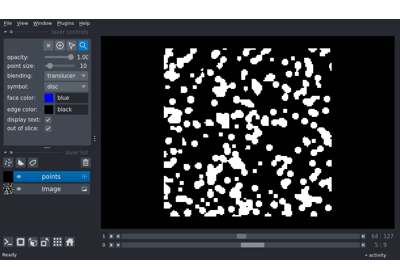 File View Window Plugins Help
layer controls
opacity: 1.00
point size: 10
blending: translucen
symbol: disc
face color: blue
edge color: black
display text:
out of slice:
layer list
points
Image
1 64 127
0 5 9
Ready activity